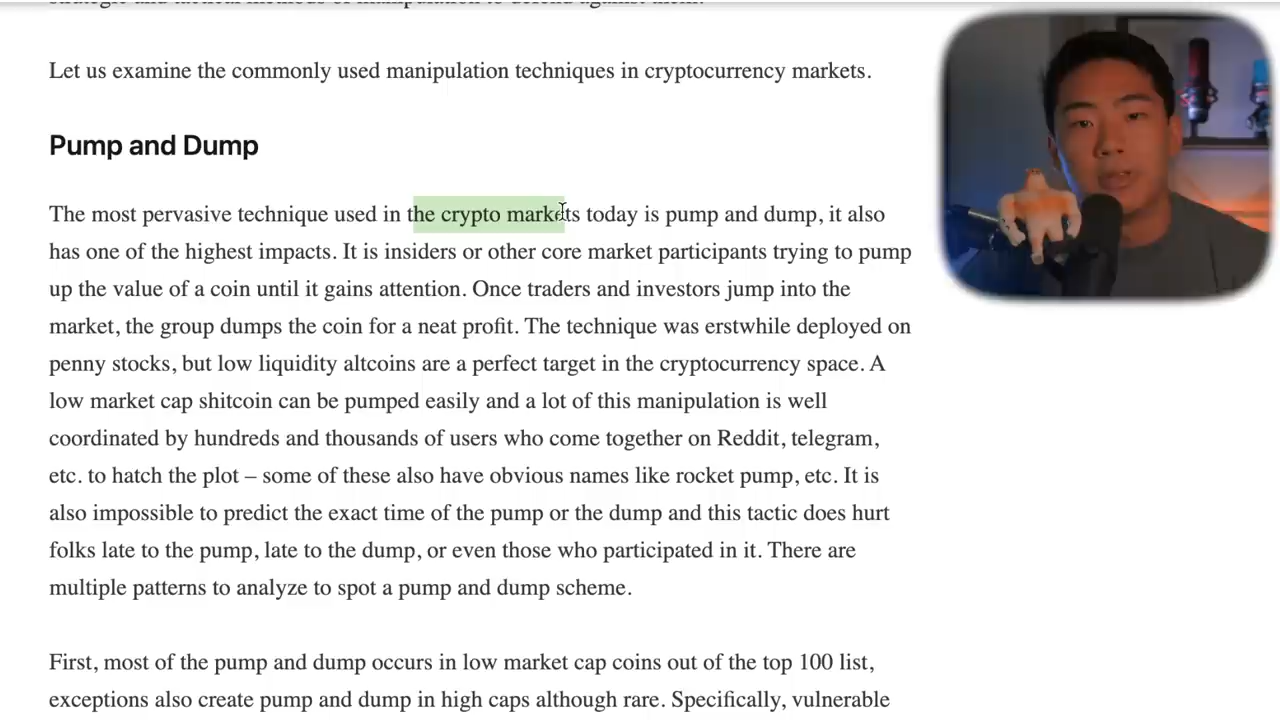 strategic and tactical methods of manipulation to defend against them.
Let us examine the commonly used manipulation techniques in cryptocurrency markets.
Pump and Dump
The most pervasive technique used in the crypto markets today is pump and dump, it also
has one of the highest impacts. It is insiders or other core market participants trying to pump
up the value of a coin until it gains attention. Once traders and investors jump into the
market, the group dumps the coin for a neat profit. The technique was erstwhile deployed on
penny stocks, but low liquidity altcoins are a perfect target in the cryptocurrency space. A
low market cap shitcoin can be pumped easily and a lot of this manipulation is well
coordinated by hundreds and thousands of users who come together on Reddit, telegram,
etc. to hatch the plot – some of these also have obvious names like rocket pump, etc. It is
also impossible to predict the exact time of the pump or the dump and this tactic does hurt
folks late to the pump, late to the dump, or even those who participated in it. There are
multiple patterns to analyze to spot a pump and dump scheme.
First, most of the pump and dump occurs in low market cap coins out of the top 100 list,
exceptions also create pump and dump in high caps although rare. Specifically, vulnerable